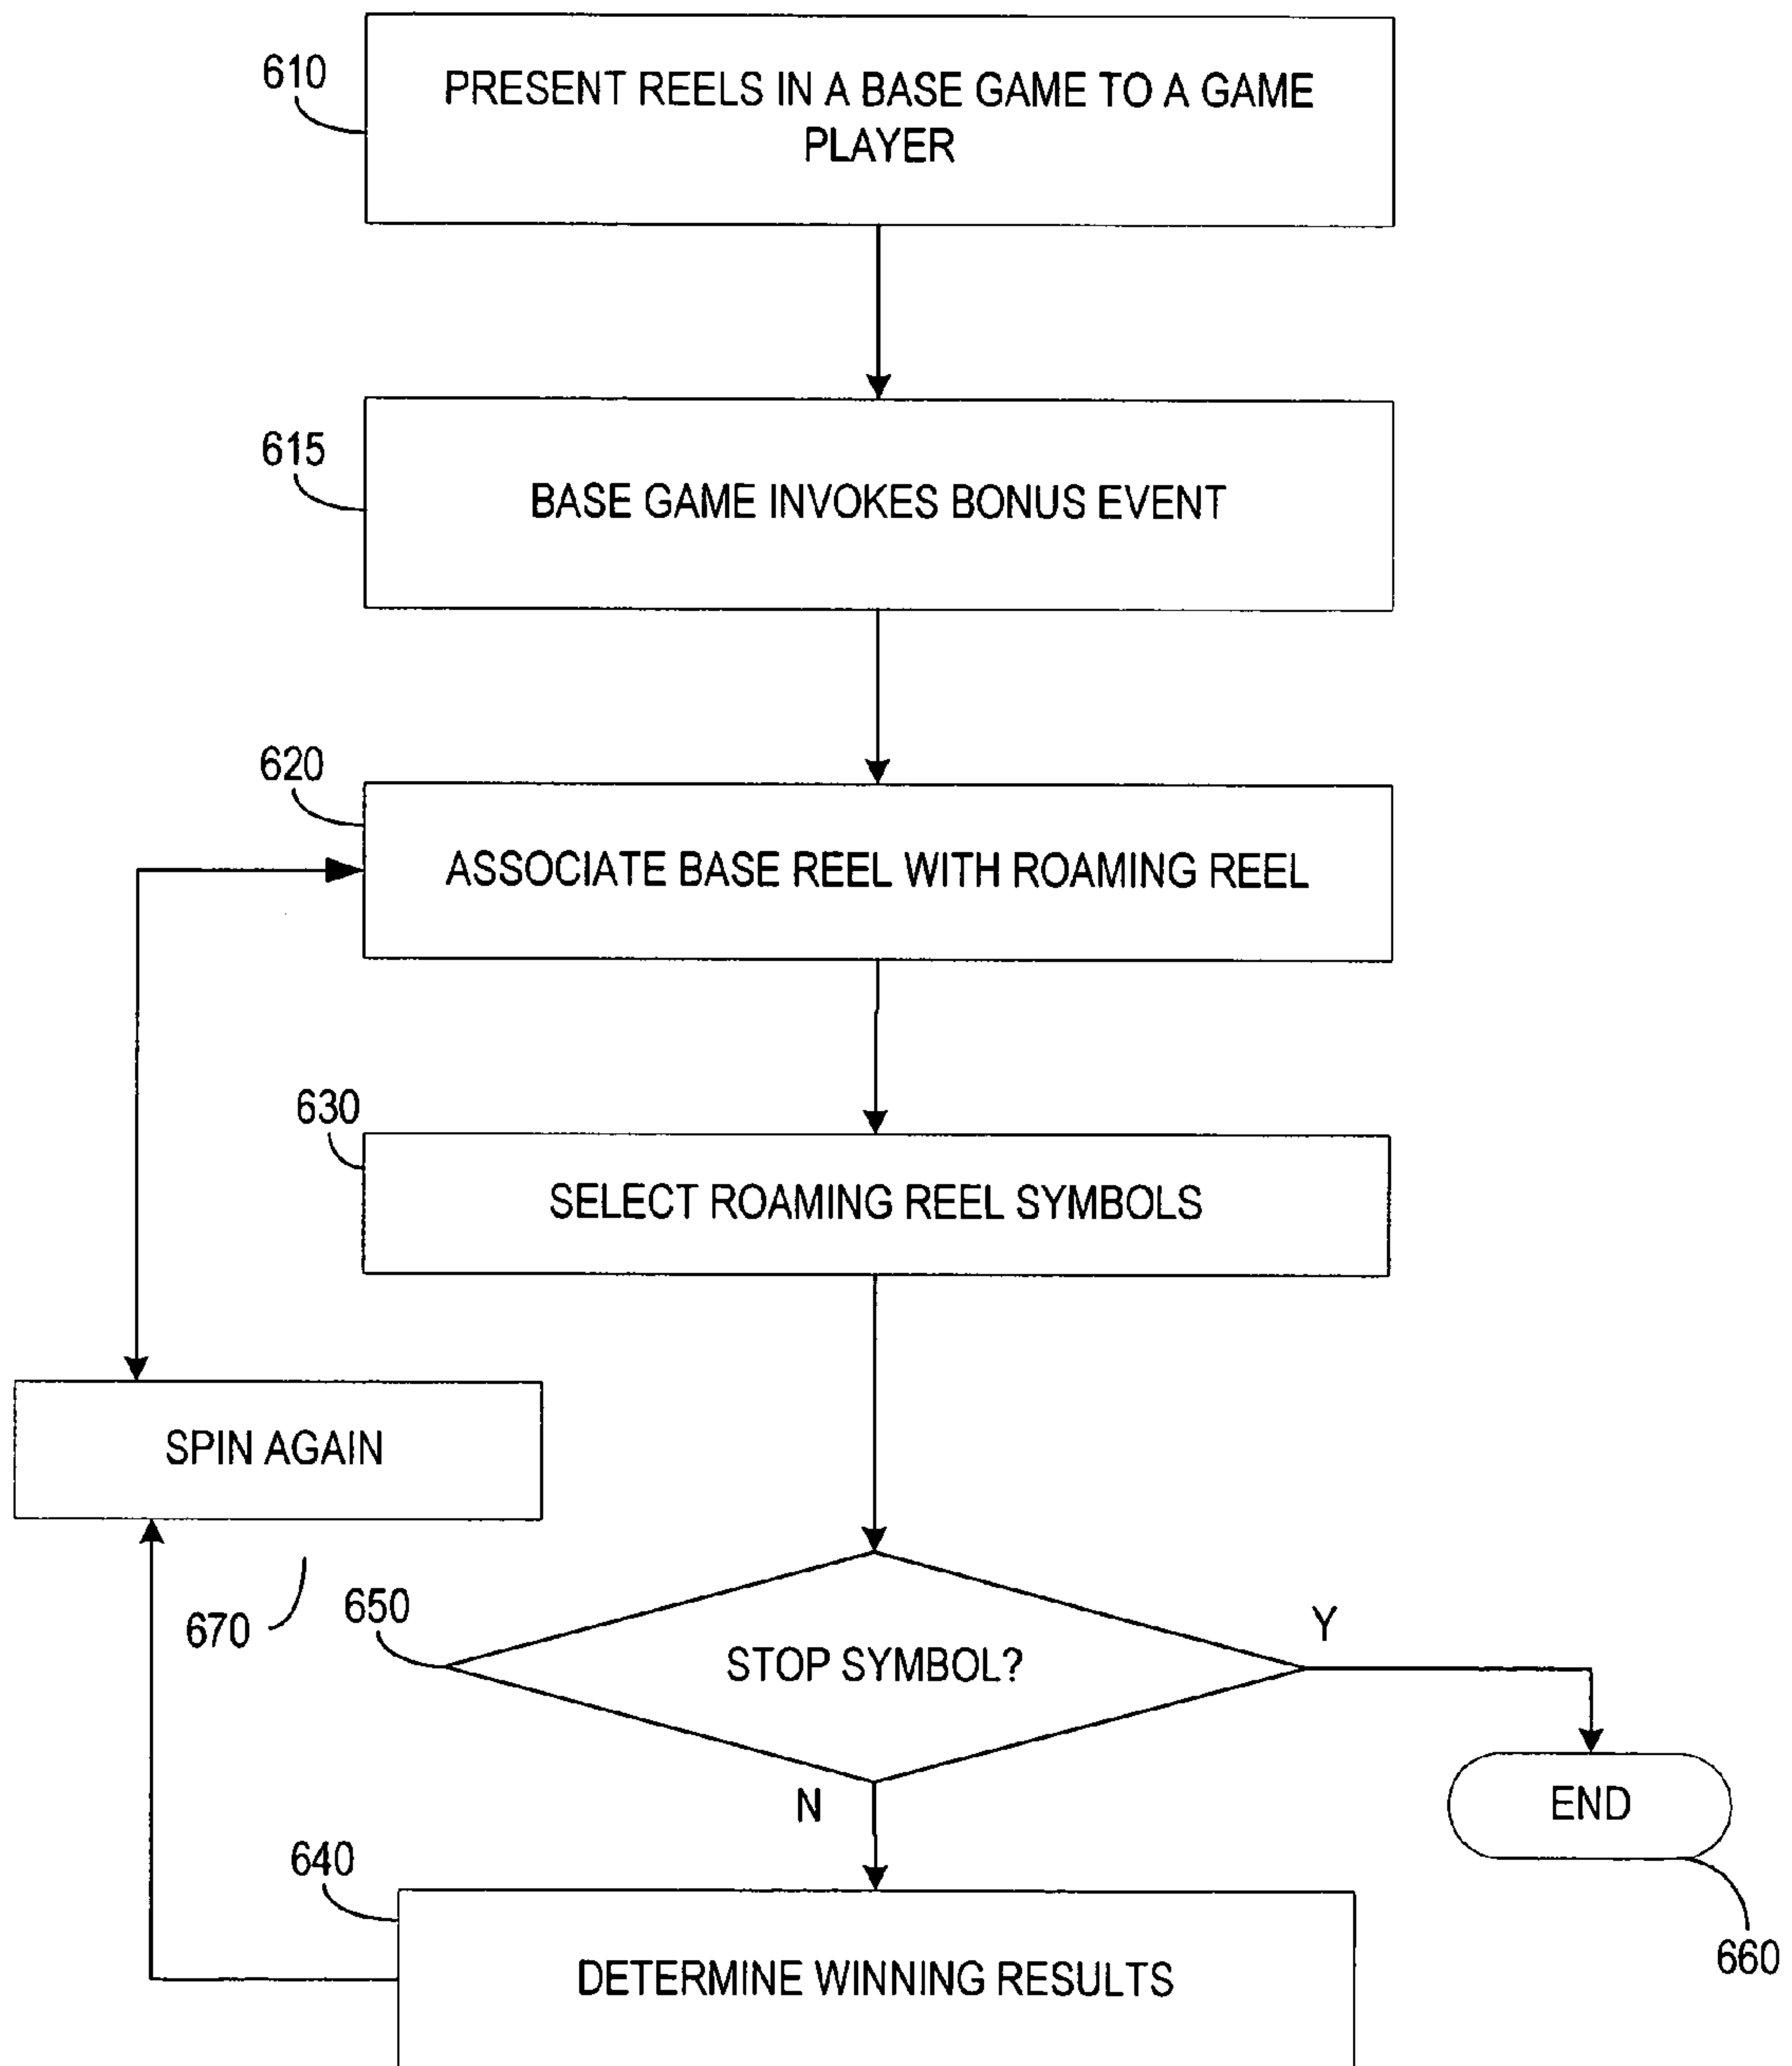 610
PRESENT REELS IN A BASE GAME TO A GAME
PLAYER
615
BASE GAME INVOKES BONUS EVENT
620
ASSOCIATE BASE REEL WITH ROAMING REEL
630
SELECT ROAMING REEL SYMBOLS
SPIN AGAIN
670
650
STOP SYMBOL?
Y
N
END
660
640
DETERMINE WINNING RESULTS